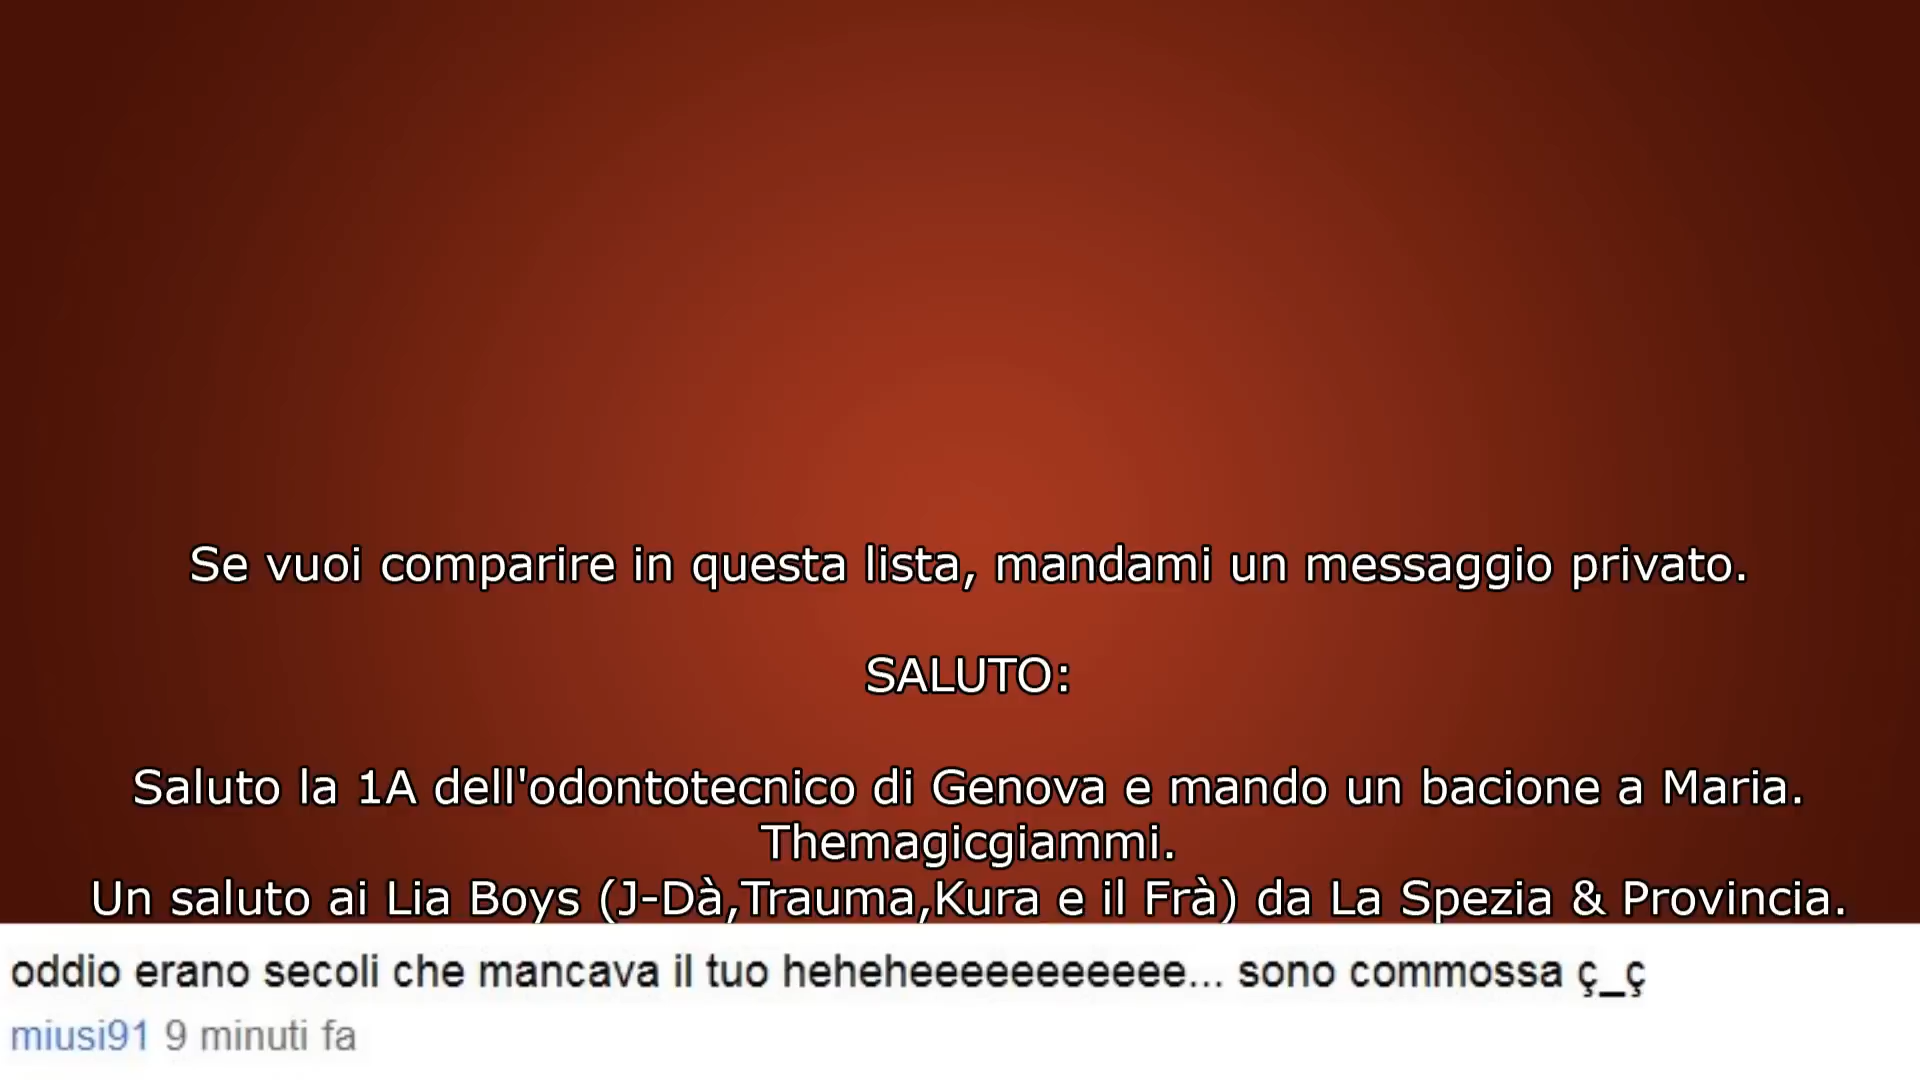 Se vuoi comparire in questa lista, mandami un messaggio privato.
SALUTO:
Saluto la 1A dell'odontotecnico di Genova e mando un bacione a Maria.
Themagicgiammi.
Un saluto ai Lia Boys (J-Dà,Trauma,Kura e il Frà) da La Spezia & Provincia.
oddio erano secoli che mancava il tuo heheheeeeeeeeeee... sono commossa ç_ç
miusi91 9 minuti fa